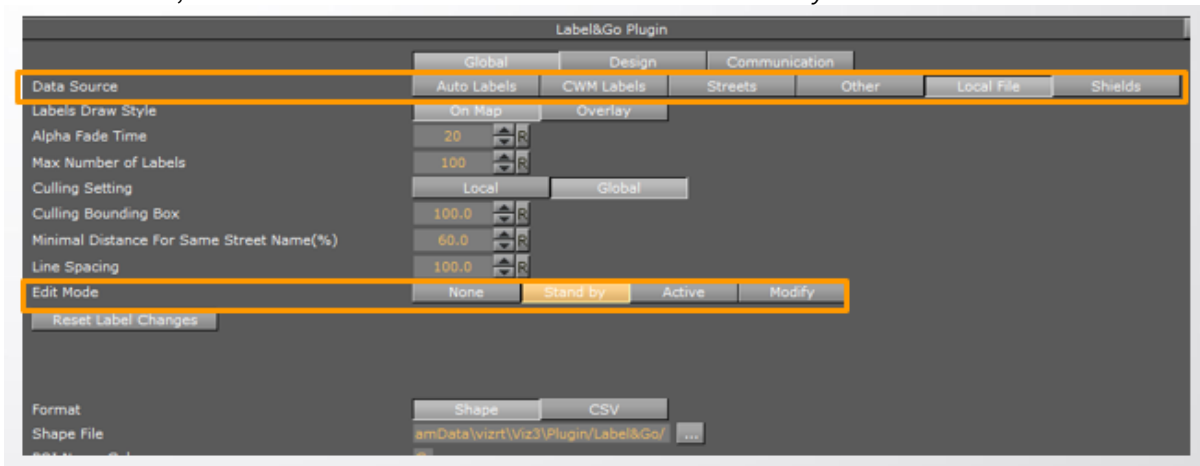 Label&Go Plugin
Global Design Communication
Data Source Auto Labels CWM Labels Streets Other Local File Shields
Labels Draw Style On Map Overlay
Alpha Fade Time 20 R
Max Number of Labels 100 R
Culling Setting Local Global
Culling Bounding Box 100.0 R
Minimal Distance For Same Street Name(%) 60.0 R
Line Spacing 100.0 R
Edit Mode None Stand by Active Modify
Reset Label Changes
Format Shape CSV
Shape File amData\vizrt\Viz3\Plugin/Label&Go/ ...